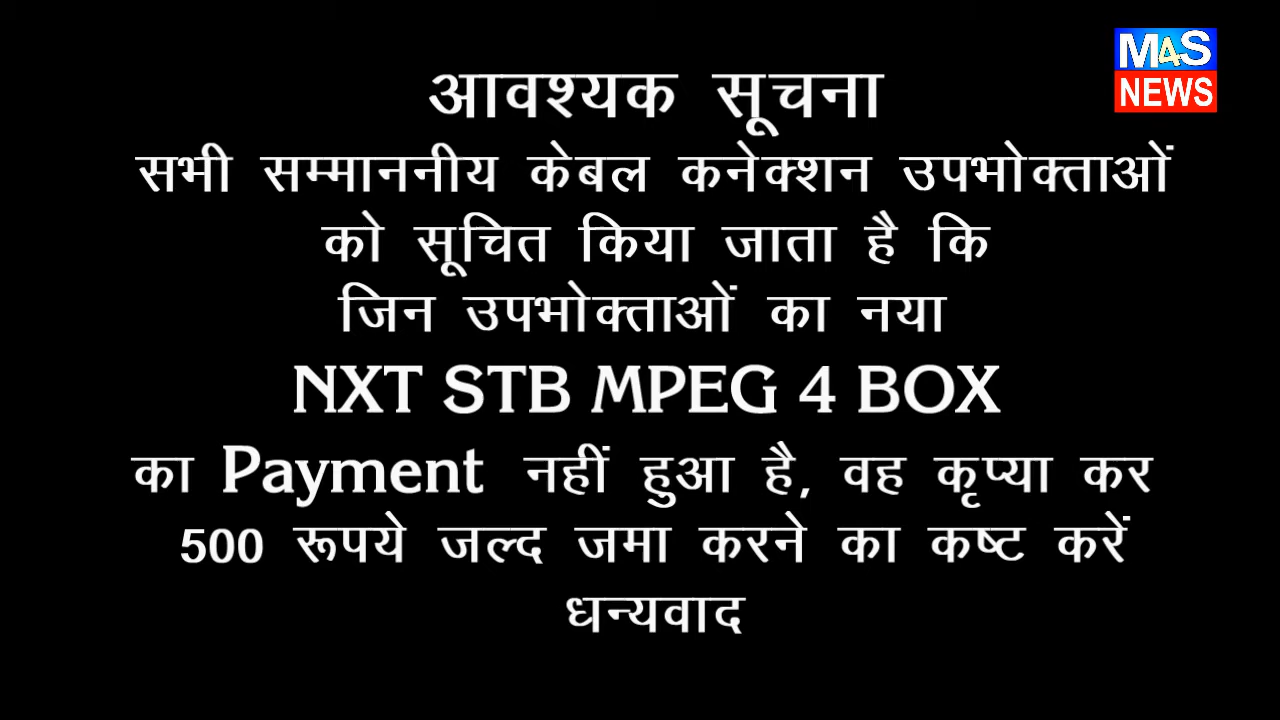 M4S
NEWS
आवश्यक सूचना
सभी सम्माननीय केबल कनेक्शन उपभोक्ताओं
को सूचित किया जाता है कि
जिन उपभोक्ताओं का नया
NXT STB MPEG 4 BOX
का Payment नहीं हुआ है, वह कृप्या कर
500 रूपये जल्द जमा करने का कष्ट करें
धन्यवाद